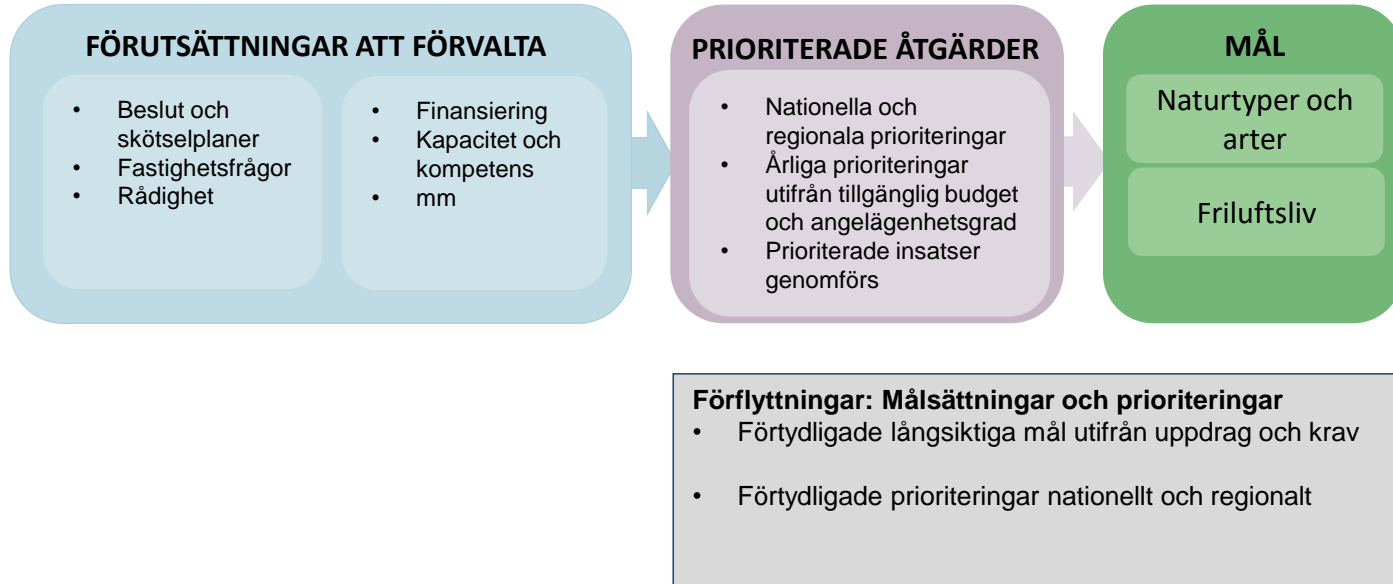 FÖRUTSÄTTNINGAR ATT FÖRVALTA
• Beslut och
skötselplaner
• Fastighetsfrågor
• Rådighet
• Finansiering
• Kapacitet och
kompetens
• mm
PRIORITERADE ÅTGÄRDER
• Nationella och
regionala prioriteringar
• Årliga prioriteringar
utifrån tillgänglig budget
och angelägenhetsgrad
• Prioriterade insatser
genomförs
MÅL
Naturtyper och
arter
Friluftsliv
Förflyttningar: Målsättningar och prioriteringar
• Förtydligade långsiktiga mål utifrån uppdrag och krav
• Förtydligade prioriteringar nationellt och regionalt